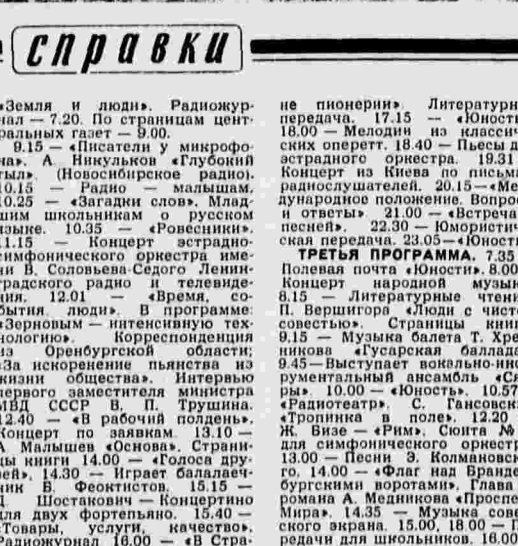 справки
«Земля и люди». Радиожур-
нал — 7.20. По страницам цент-
ральных газет — 9.00.
9.15 — «Писатели у микрофо-
на». А. Никульков «Глубокий
тыл». (Новосибирское радио).
10.15 — Радио — малышам.
10.25 — «Загадки слов». Млад-
шим школьникам о русском
языке. 10.35 — «Ровесники».
11.15 — Концерт эстрадно-
симфонического оркестра име-
ни В. Соловьева-Седого Ленин-
градского радио и телевиде-
ния. 12.01 — «Время, со-
бытия, люди». В программе:
«Зерновым — интенсивную тех-
нологию». Корреспонденция
из Оренбургской области;
«За искоренение пьянства из
жизни общества». Интервью
первого заместителя министра
МВД СССР В. П. Трушина.
12.40 — «В рабочий полдень».
Концерт по заявкам. 13.10 —
А Малышев «Основа». Страни-
цы книги 14.00 — «Голоса дру-
зей». 14.30 — Играет балалаеч-
ник В. Феоктистов. 15.15 —
Д. Шостакович — Концертино
для двух фортепьяно. 15.40 —
«Товары, услуги, качество».
Радиожурнал 16.00 — «В Стра-
не пионерии». Литературн
передача. 17.15 — «Юность
18.00 — Мелодии из классич
ских оперетт. 18.40 — Пьесы д
эстрадного оркестра. 19.31
Концерт из Киева по письма
радиослушателей. 20.15 — «Ме
дународное положение. Вопрос
и ответы». 21.00 — «Встреча
песней». 22.30 — Юмористич
ская передача. 23.05 — «Юность
ТРЕТЬЯ ПРОГРАММА. 7.35
Полевая почта «Юности». 8.00
Концерт народной музык
8.15 — Литературные чтени
П. Вершигора «Люди с чисто
совестью». Страницы книг
9.15 — Музыка балета Т. Хре
никова «Гусарская баллада
9.45 — Выступает вокально-инс
рументальный ансамбль «Ся
ры». 10.00 — «Юность». 10.57
«Радиотеатр». С. Гансовск
«Тропинка в поле». 12.20
Ж. Визе — «Рим». Сюита №
для симфонического оркестр
13.00 — Песни Э. Колмановск
го. 14.00 — «Флаг над Бранде
бургскими воротами». Глава
романа А. Медникова «Проспе
Мира». 14.35 — Музыка сове
ского экрана. 15.00, 18.00 — П
редачи для школьников. 16.00